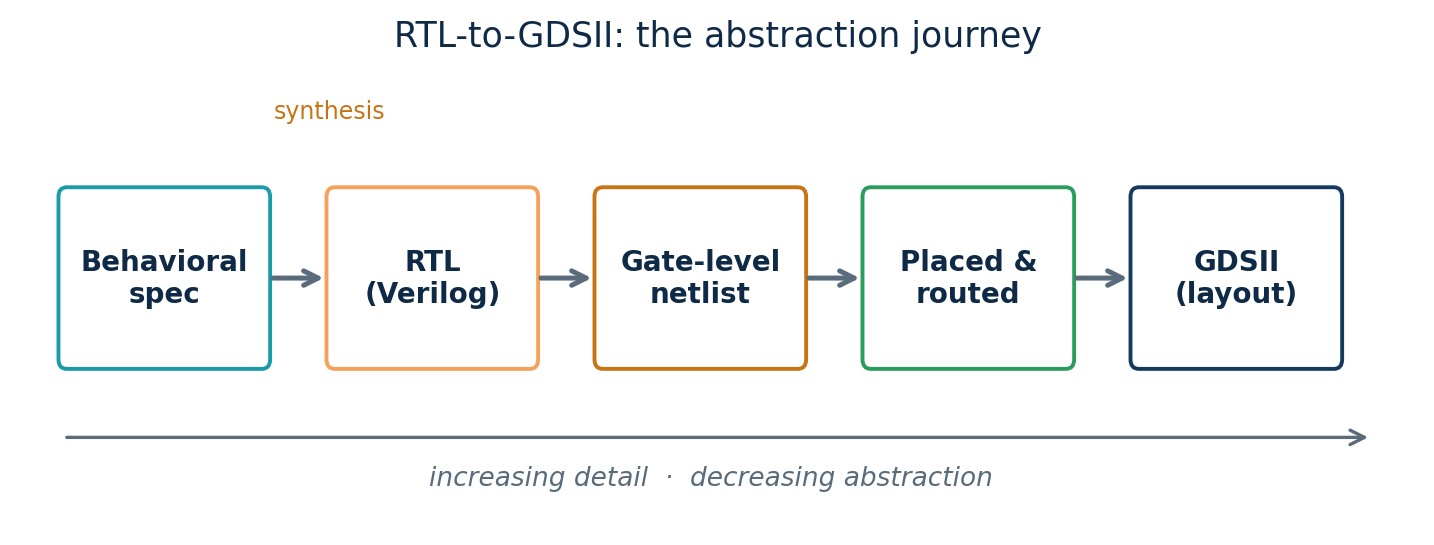 RTL-to-GDSII: the abstraction journey
synthesis
Behavioral
spec
RTL
(Verilog)
Gate-level
netlist
Placed &
routed
GDSII
(layout)
increasing detail · decreasing abstraction